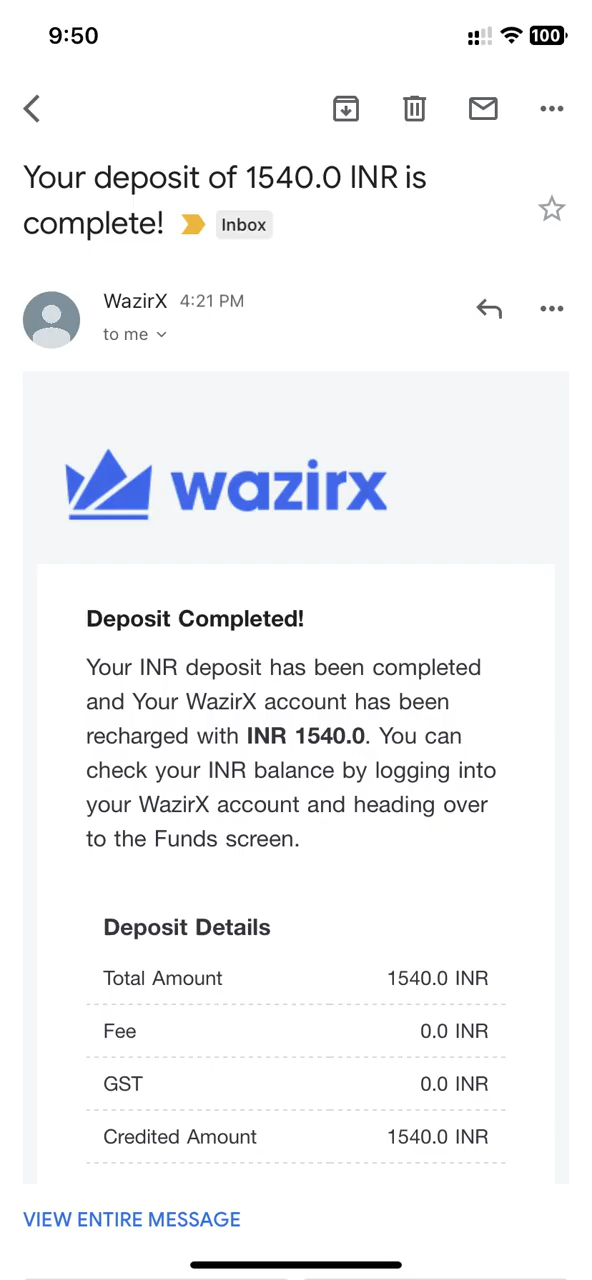 9:50
100
Your deposit of 1540.0 INR is
complete! Inbox
WazirX 4:21 PM
to me
wazirx
Deposit Completed!
Your INR deposit has been completed
and Your WazirX account has been
recharged with INR 1540.0. You can
check your INR balance by logging into
your WazirX account and heading over
to the Funds screen.
Deposit Details
Total Amount 1540.0 INR
Fee 0.0 INR
GST 0.0 INR
Credited Amount 1540.0 INR
VIEW ENTIRE MESSAGE